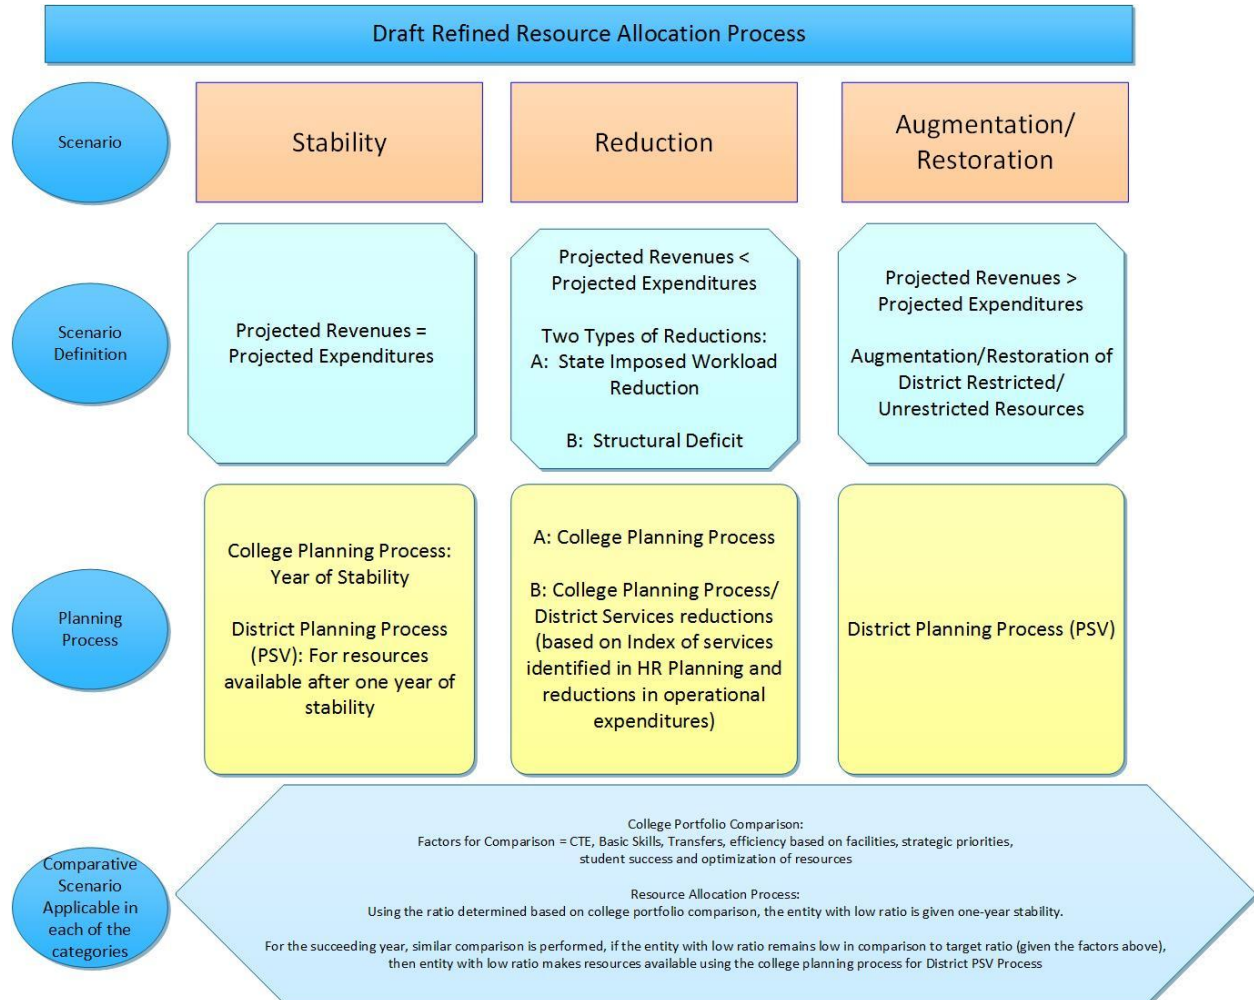 Draft Refined Resource Allocation Process
Scenario
Stability
Reduction
Augmentation/
Restoration
Scenario
Definition
Projected Revenues =
Projected Expenditures
Projected Revenues <
Projected Expenditures
Two Types of Reductions:
A:  State Imposed Workload
Reduction
B:  Structural Deficit
Projected Revenues >
Projected Expenditures
Augmentation/Restoration of
District Restricted/
Unrestricted Resources
Planning
Process
College Planning Process:
Year of Stability
District Planning Process
(PSV): For resources
available after one year of
stability
A: College Planning Process
B: College Planning Process/
District Services reductions
(based on Index of services
identified in HR Planning and
reductions in operational
expenditures)
District Planning Process (PSV)
Comparative
Scenario
Applicable in
each of the
categories
College Portfolio Comparison:
Factors for Comparison = CTE, Basic Skills, Transfers, efficiency based on facilities, strategic priorities,
student success and optimization of resources
Resource Allocation Process:
Using the ratio determined based on college portfolio comparison, the entity with low ratio is given one-year stability.
For the succeeding year, similar comparison is performed, if the entity with low ratio remains low in comparison to target ratio (given the factors above),
then entity with low ratio makes resources available using the college planning process for District PSV Process